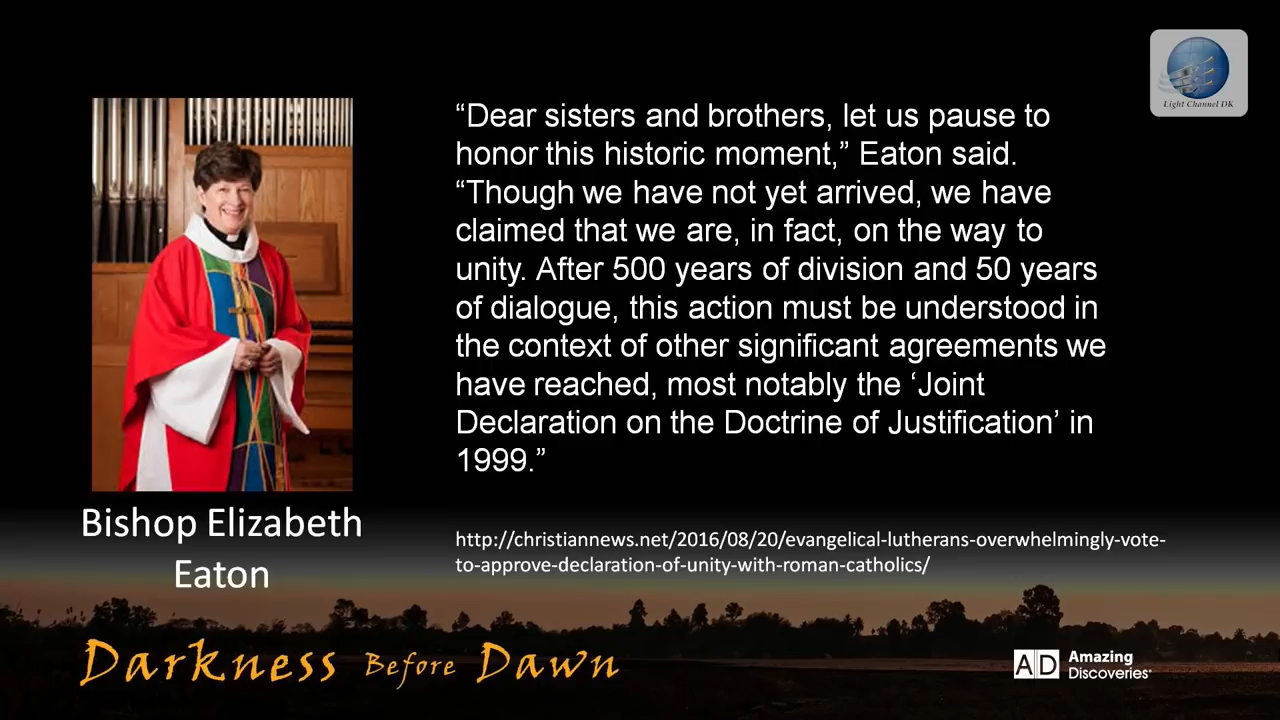 Light Channel DK
“Dear sisters and brothers, let us pause to
honor this historic moment,” Eaton said.
“Though we have not yet arrived, we have
claimed that we are, in fact, on the way to
unity. After 500 years of division and 50 years
of dialogue, this action must be understood in
the context of other significant agreements we
have reached, most notably the ‘Joint
Declaration on the Doctrine of Justification’ in
1999.”
Bishop Elizabeth
Eaton
http://christiannews.net/2016/08/20/evangelical-lutherans-overwhelmingly-vote-
to-approve-declaration-of-unity-with-roman-catholics/
Darkness Before Dawn
AD Amazing
Discoveries